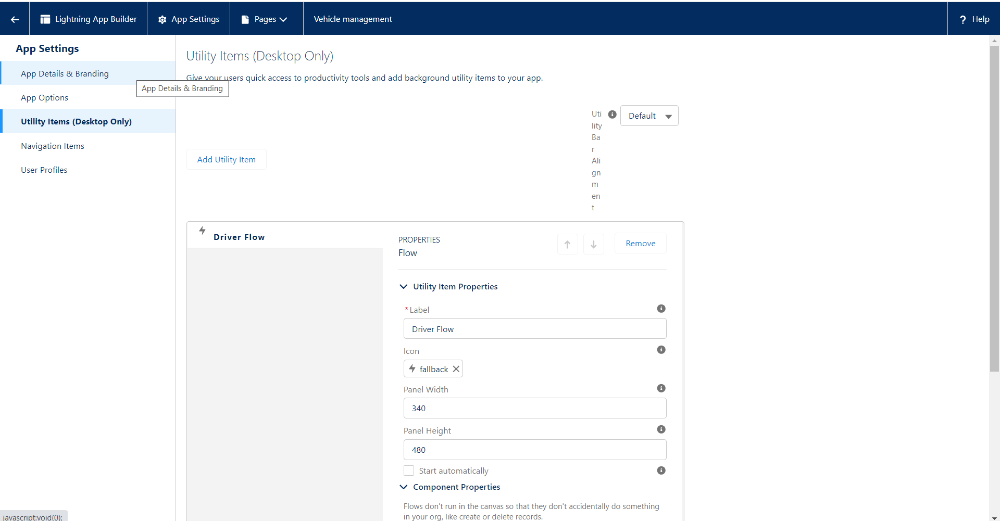 Lightning App Builder
App Settings
Pages
Vehicle management
? Help
App Settings
App Details & Branding
App Options
Utility Items (Desktop Only)
Navigation Items
User Profiles
App Details & Branding
Utility Items (Desktop Only)
Give your users quick access to productivity tools and add background utility items to your app.
Uti
lity
Ba
r
Ali
gn
m
en
t
Default
Add Utility Item
Driver Flow
PROPERTIES
Flow
Remove
Utility Item Properties
*Label
Driver Flow
Icon
fallback
Panel Width
340
Panel Height
480
Start automatically
Component Properties
Flows don't run in the canvas so that they don't accidentally do something
in your org, like create or delete records.
javascript:void(0);